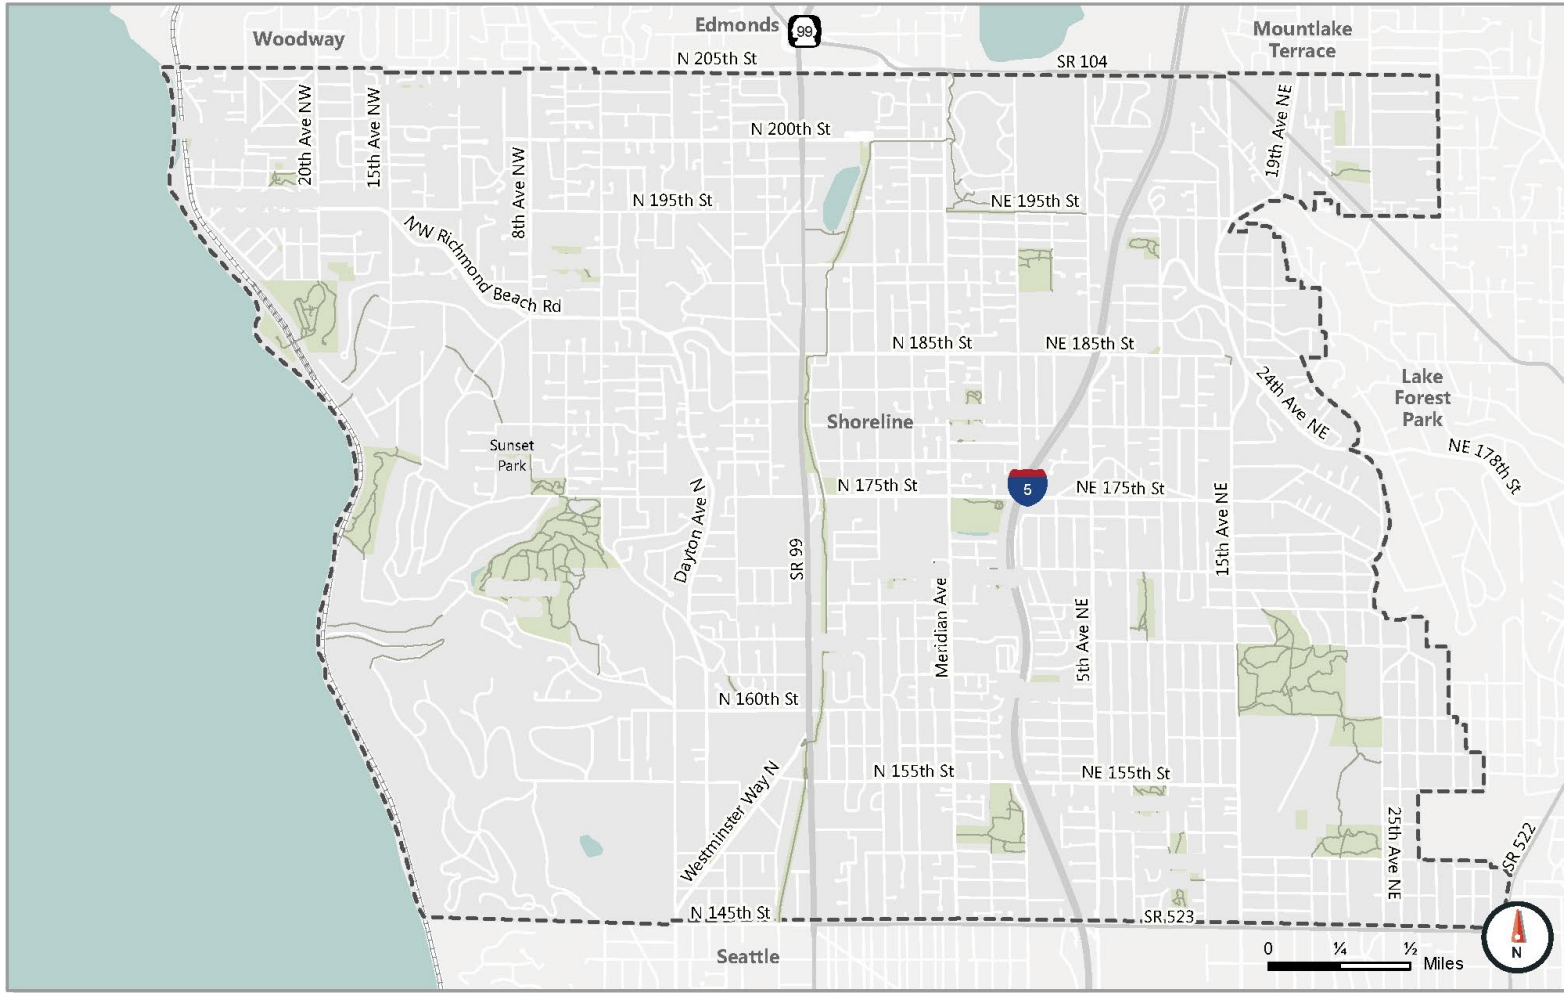 Woodway
Edmonds
99
Mountlake
Terrace
N 205th St
SR 104
20th Ave NW
15th Ave NW
8th Ave NW
N 200th St
19th Ave NE
N 195th St
NE 195th St
NW Richmond Beach Rd
N 185th St
NE 185th St
24th Ave NE
Lake
Forest
Park
NE 178th St
Shoreline
Sunset
Park
N 175th St
5
NE 175th St
15th Ave NE
Dayton Ave N
SR 99
Meridian Ave
5th Ave NE
N 160th St
N 155th St
NE 155th St
Westminster Way N
25th Ave NE
SR 522
N 145th St
SR 523
Seattle
0 ¼ ½
Miles
N